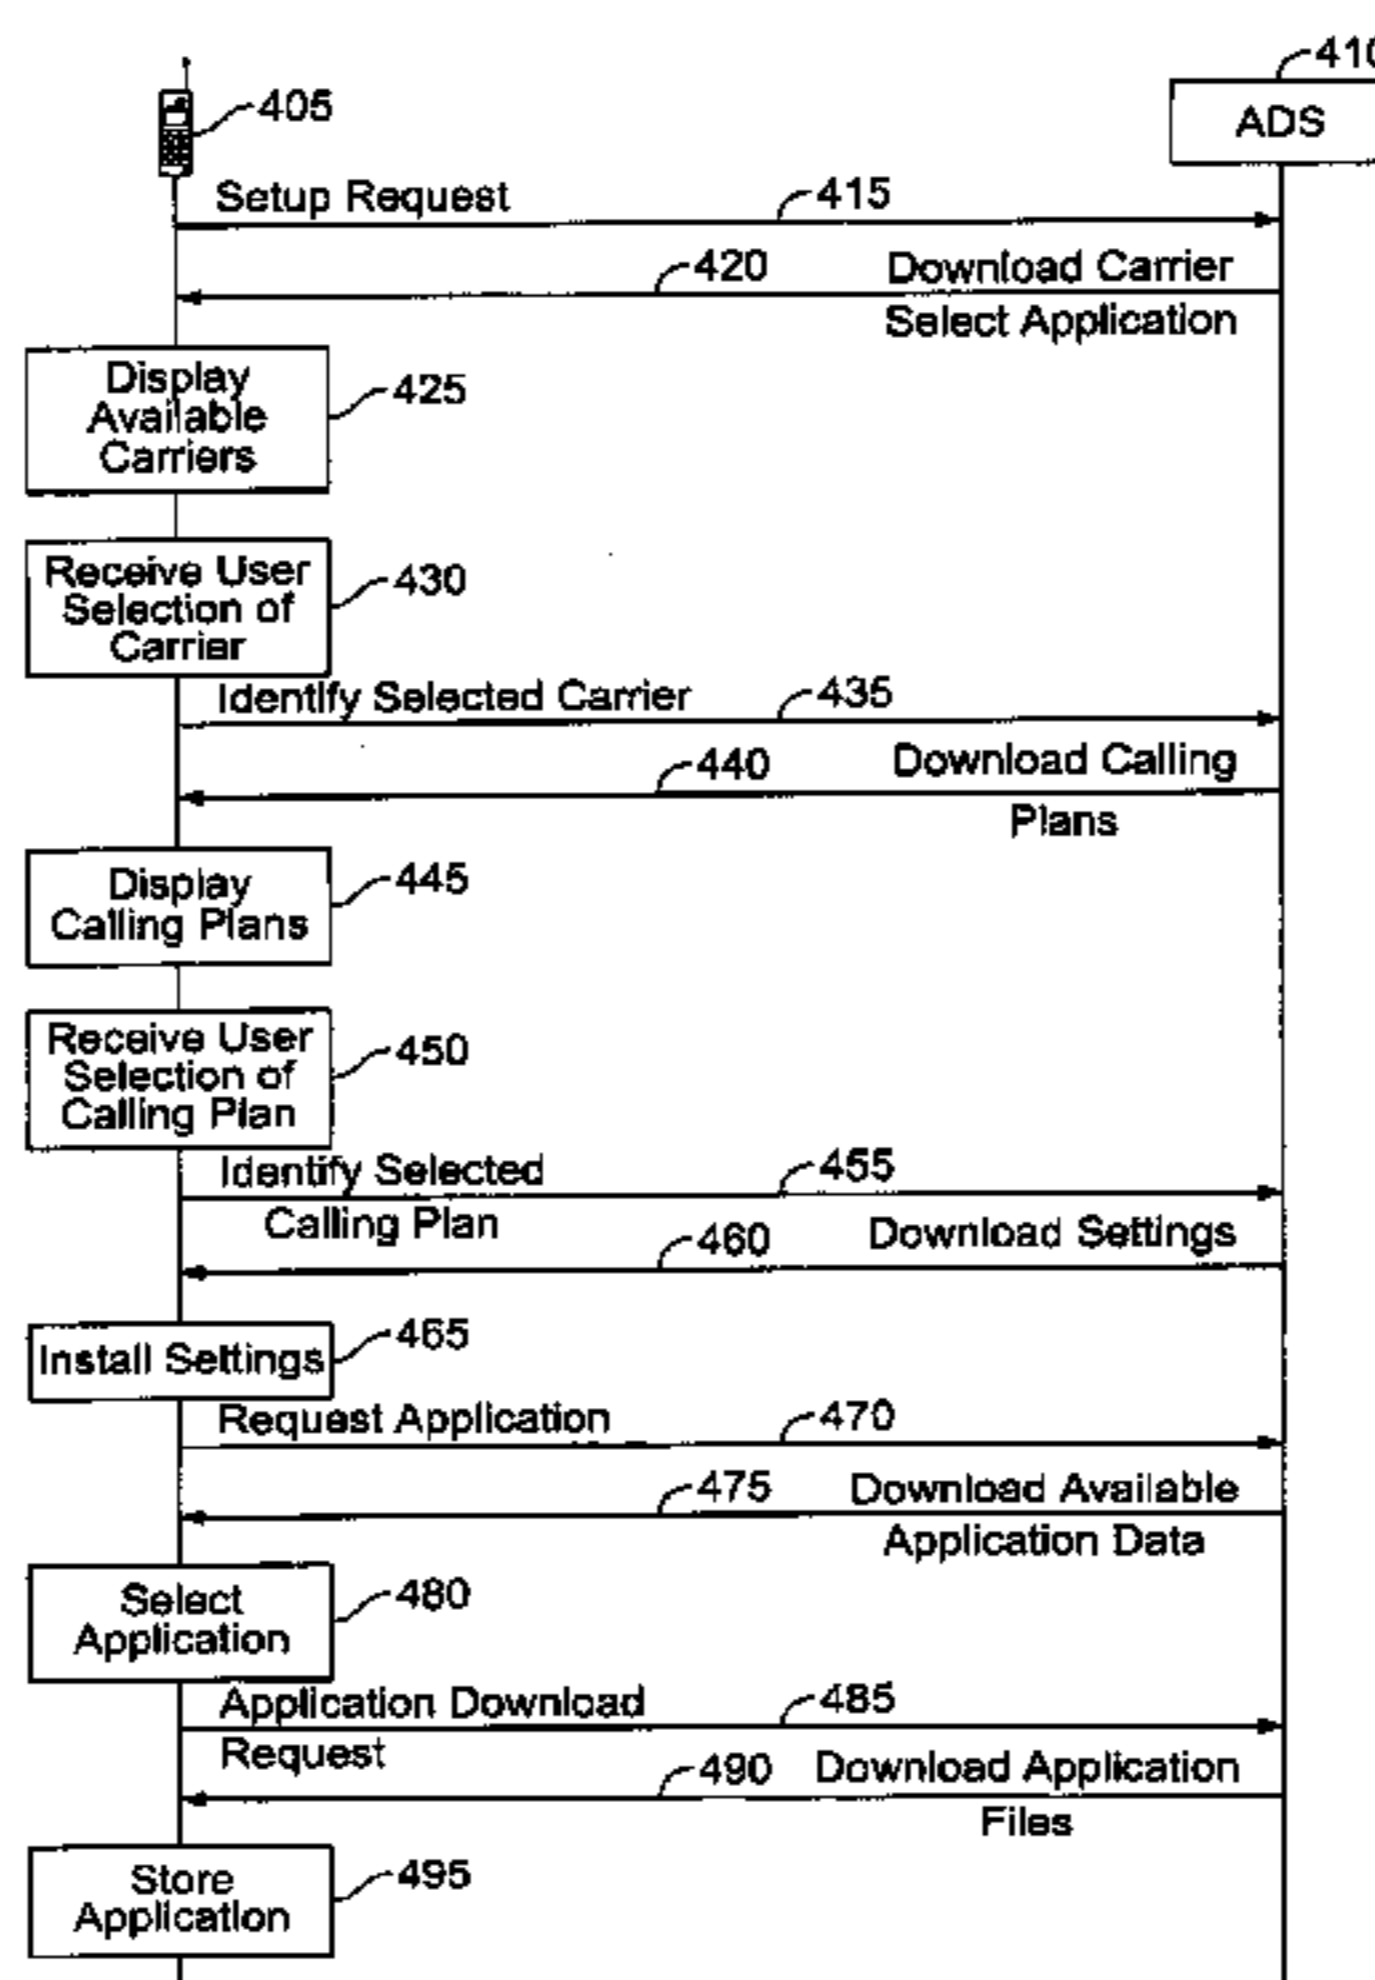 410
405
ADS
Setup Request
415
420
Download Carrier
Select Application
Display
Available
Carriers
425
Receive User
Selection of
Carrier
430
Identify Selected Carrier
435
440
Download Calling
Plans
Display
Calling Plans
445
Receive User
Selection of
Calling Plan
450
Identify Selected
Calling Plan
455
460
Download Settings
Install Settings
465
Request Application
470
475
Download Available
Application Data
Select
Application
480
Application Download
Request
485
490
Download Application
Files
Store
Application
495